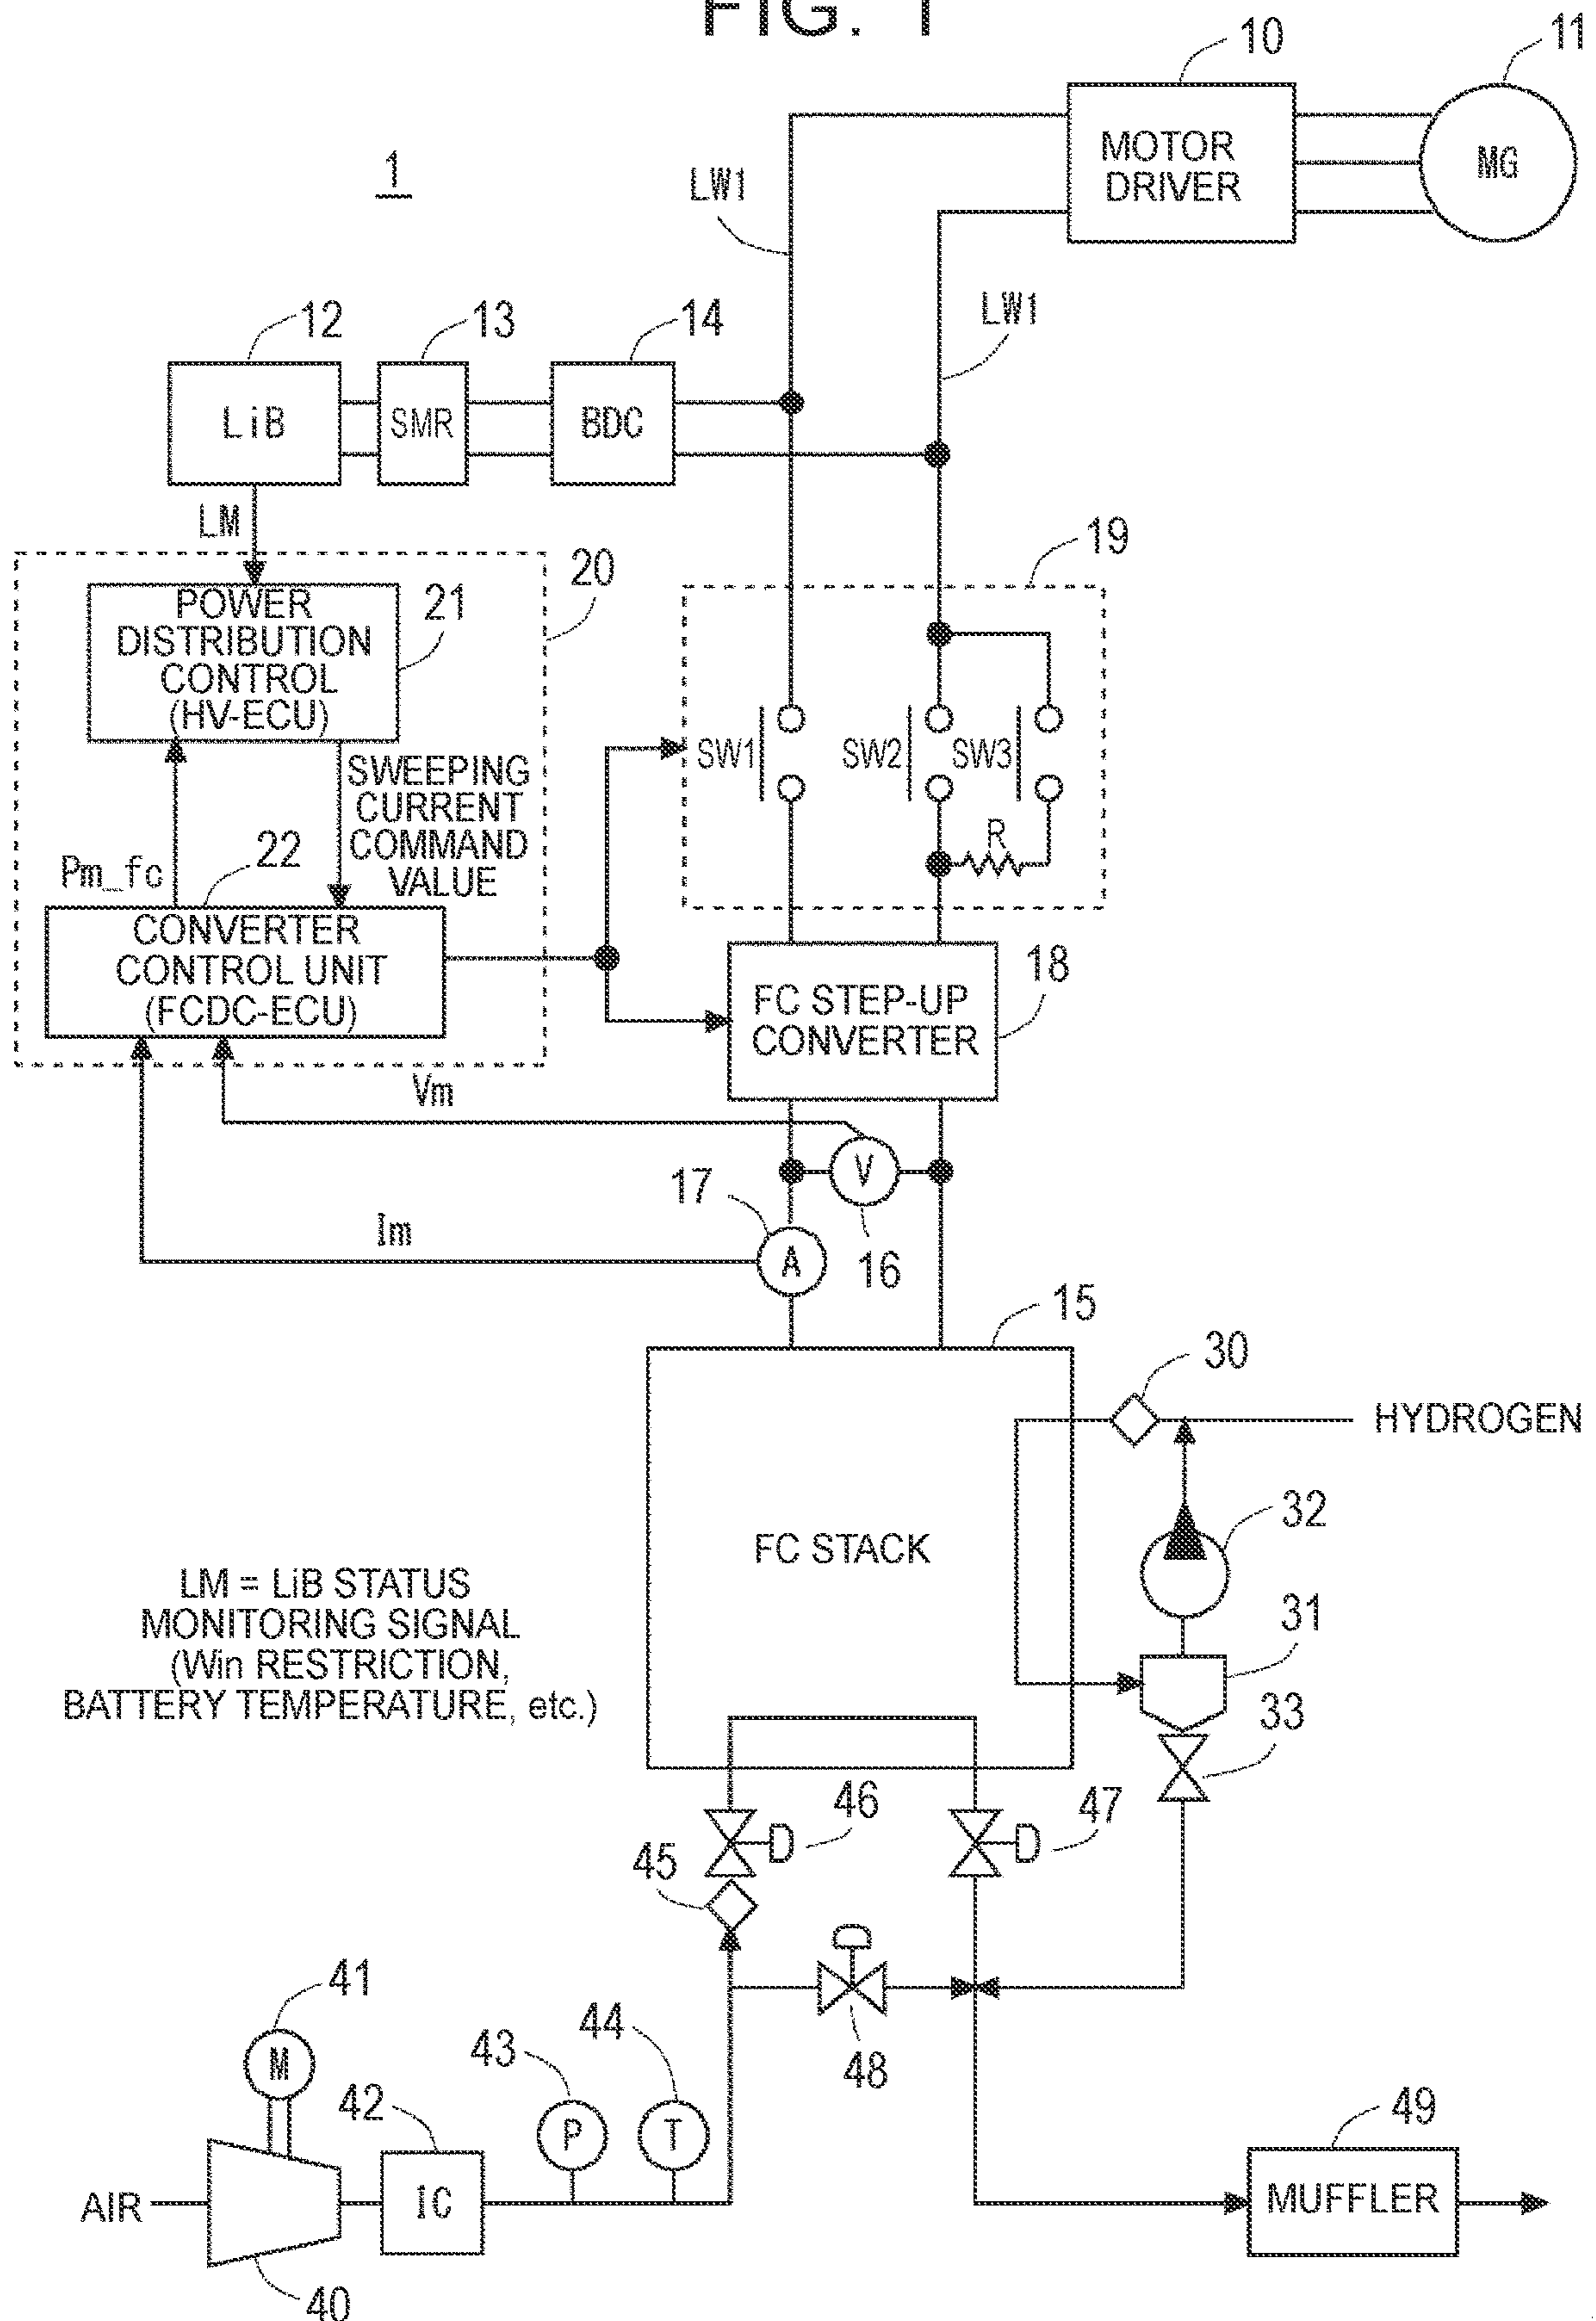 FIG. 1
10
11
1
LW1
MOTOR
DRIVER
MG
12
13
14
LW1
LiB
SMR
BDC
LM
19
20
POWER
DISTRIBUTION
CONTROL
(HV-ECU)
21
SWEEPING
CURRENT
COMMAND
VALUE
SW1
SW2
SW3
R
Pm_fc
22
CONVERTER
CONTROL UNIT
(FCDC-ECU)
18
FC STEP-UP
CONVERTER
Vm
17
V
Im
A
16
15
30
HYDROGEN
32
FC STACK
LM = LiB STATUS
MONITORING SIGNAL
(Win RESTRICTION,
BATTERY TEMPERATURE, etc.)
31
33
46
47
D
D
45
41
44
43
48
M
42
49
P
T
AIR
IC
MUFFLER
40